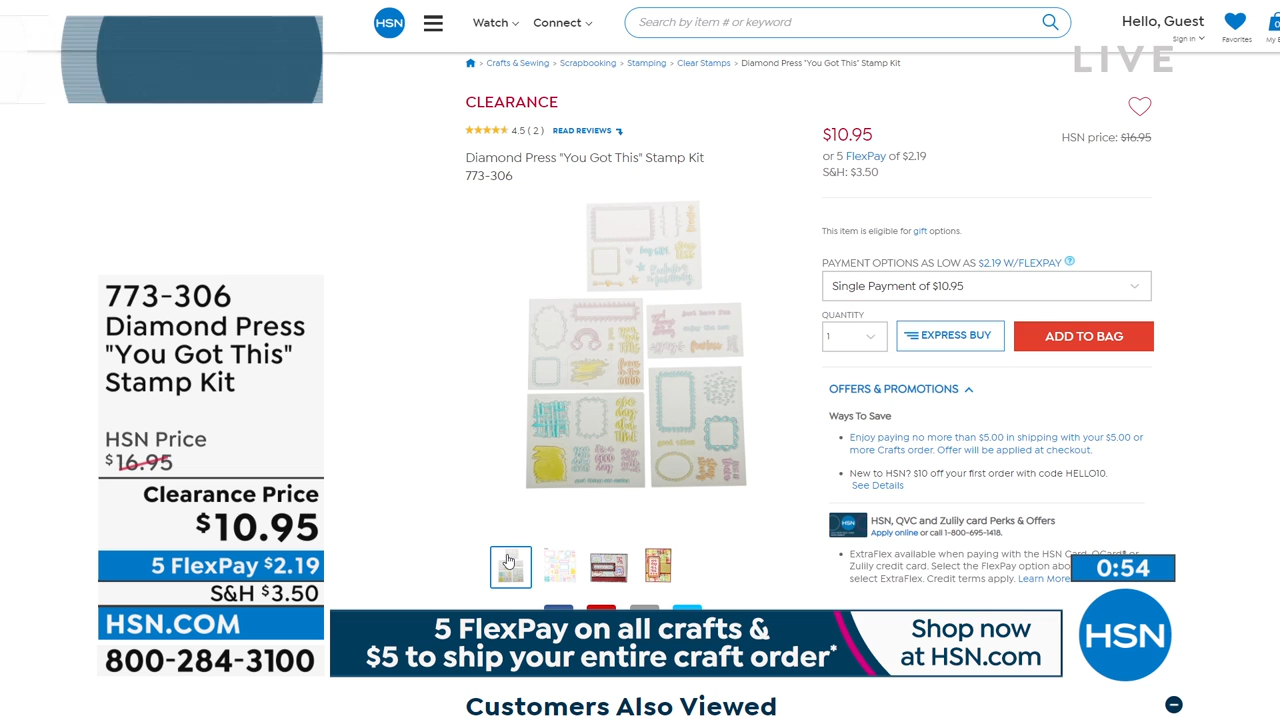 HSN
Watch
Connect
Search by item # or keyword
Hello, Guest
Sign In
Favorites
0
LIVE
> Crafts & Sewing > Scrapbooking > Stamping > Clear Stamps > Diamond Press "You Got This" Stamp Kit
CLEARANCE
4.5 ( 2 ) READ REVIEWS
Diamond Press "You Got This" Stamp Kit
773-306
$10.95
HSN price: $16.95
or 5 FlexPay of $2.19
S&H: $3.50
This item is eligible for gift options.
PAYMENT OPTIONS AS LOW AS $2.19 W/FLEXPAY ?
Single Payment of $10.95
QUANTITY
1
EXPRESS BUY
ADD TO BAG
OFFERS & PROMOTIONS
Ways To Save
• Enjoy paying no more than $5.00 in shipping with your $5.00 or
more Crafts order. Offer will be applied at checkout.
• New to HSN? $10 off your first order with code HELLO10.
See Details
HSN, QVC and Zulily card Perks & Offers
Apply online or call 1-800-695-1418.
• ExtraFlex available when paying with the HSN Card, QCard® or
Zulily credit card. Select the FlexPay option
select ExtraFlex. Credit terms apply. Learn More
773-306
Diamond Press
"You Got This"
Stamp Kit
HSN Price
$16.95
Clearance Price
$10.95
5 FlexPay $2.19
S&H $3.50
HSN.COM
800-284-3100
0:54
5 FlexPay on all crafts &
$5 to ship your entire craft order*
Shop now
at HSN.com
HSN
Customers Also Viewed